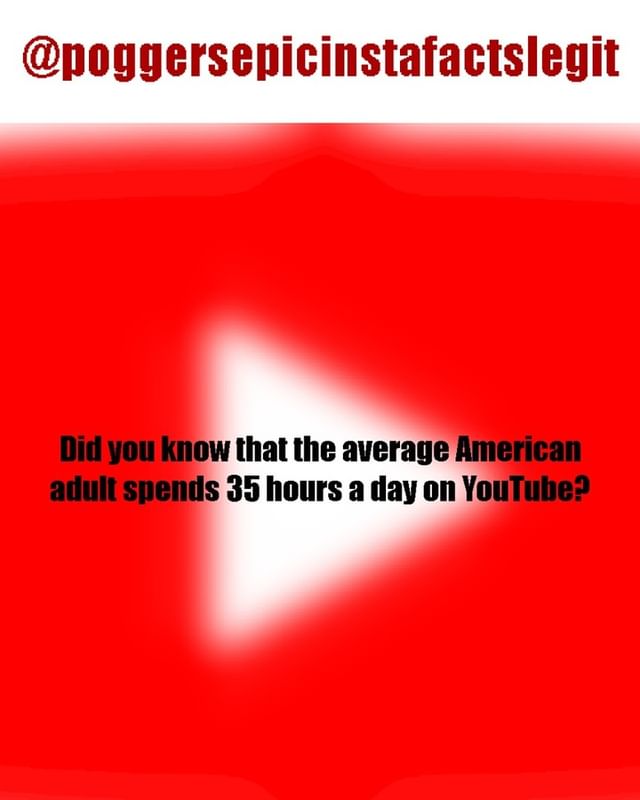 @poggersepicinstafactslegit
Did you know that the average American
adult spends 35 hours a day on YouTube?